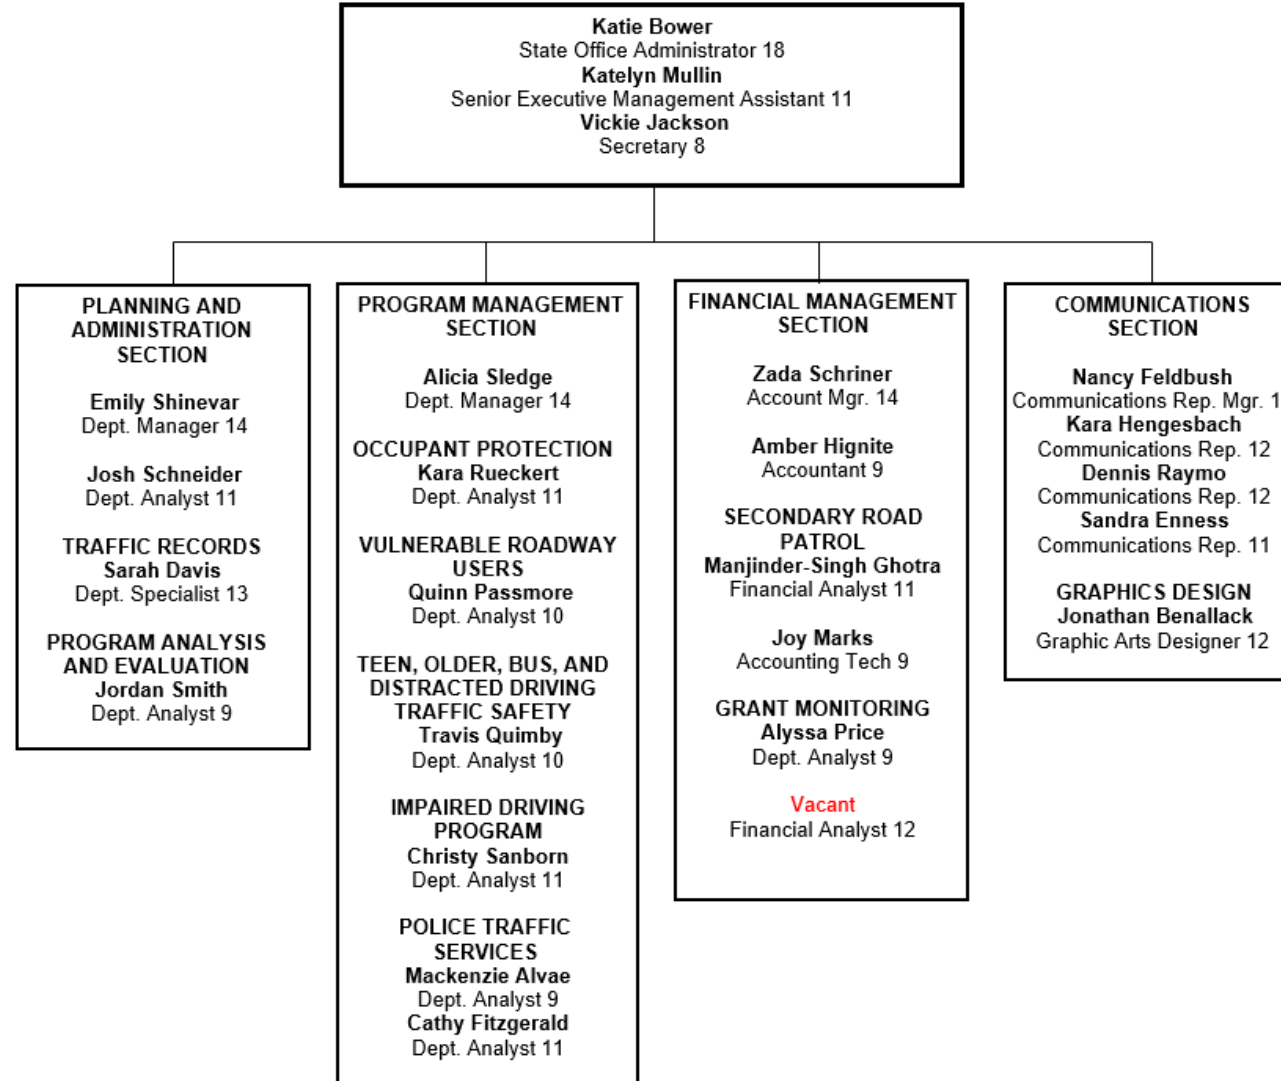 Katie Bower
State Office Administrator 18
Katelyn Mullin
Senior Executive Management Assistant 11
Vickie Jackson
Secretary 8
PLANNING AND
ADMINISTRATION
SECTION
Emily Shinevar
Dept. Manager 14
Josh Schneider
Dept. Analyst 11
TRAFFIC RECORDS
Sarah Davis
Dept. Specialist 13
PROGRAM ANALYSIS
AND EVALUATION
Jordan Smith
Dept. Analyst 9
PROGRAM MANAGEMENT
SECTION
Alicia Sledge
Dept. Manager 14
OCCUPANT PROTECTION
Kara Rueckert
Dept. Analyst 11
VULNERABLE ROADWAY
USERS
Quinn Passmore
Dept. Analyst 10
TEEN, OLDER, BUS, AND
DISTRACTED DRIVING
TRAFFIC SAFETY
Travis Quimby
Dept. Analyst 10
IMPAIRED DRIVING
PROGRAM
Christy Sanborn
Dept. Analyst 11
POLICE TRAFFIC
SERVICES
Mackenzie Alvae
Dept. Analyst 9
Cathy Fitzgerald
Dept. Analyst 11
FINANCIAL MANAGEMENT
SECTION
Zada Schriner
Account Mgr. 14
Amber Hignite
Accountant 9
SECONDARY ROAD
PATROL
Manjinder-Singh Ghotra
Financial Analyst 11
Joy Marks
Accounting Tech 9
GRANT MONITORING
Alyssa Price
Dept. Analyst 9
Vacant
Financial Analyst 12
COMMUNICATIONS
SECTION
Nancy Feldbush
Communications Rep. Mgr.
Kara Hengesbach
Communications Rep. 12
Dennis Raymo
Communications Rep. 12
Sandra Enness
Communications Rep. 11
GRAPHICS DESIGN
Jonathan Benallack
Graphic Arts Designer 12